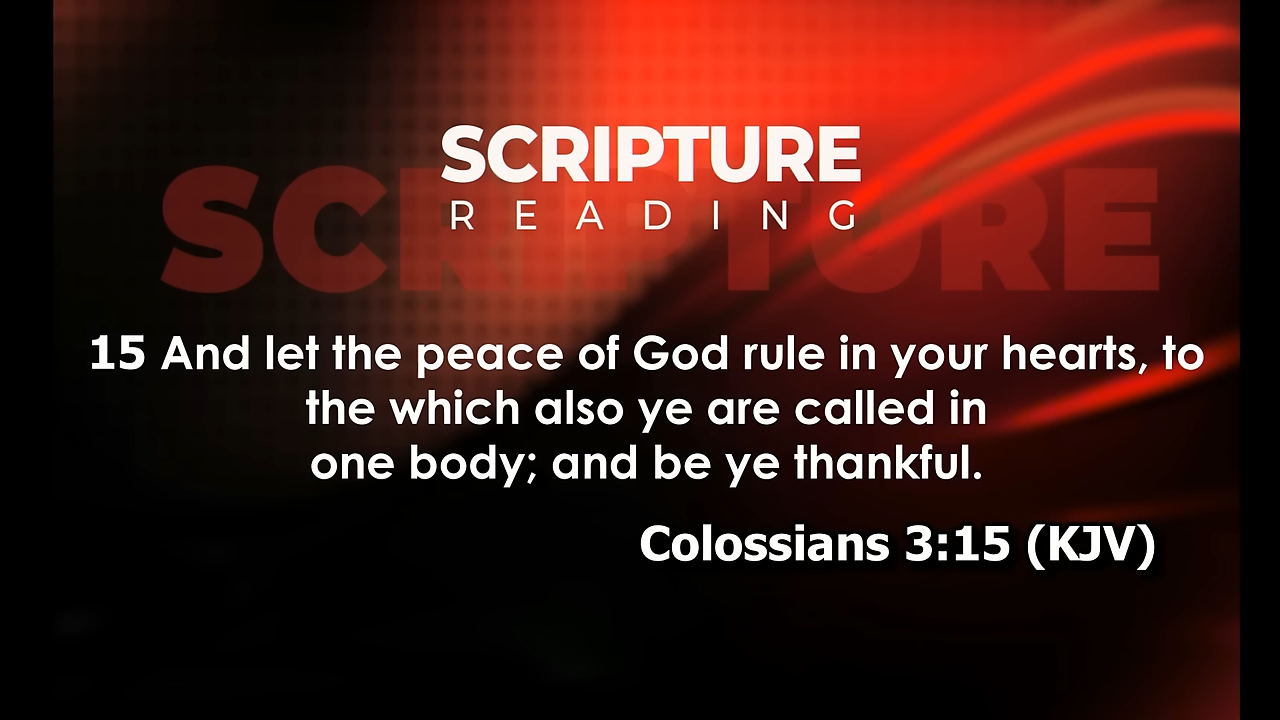 SCRIPTURE
READING
SCRIPTURE
15 And let the peace of God rule in your hearts, to
the which also ye are called in
one body; and be ye thankful.
Colossians 3:15 (KJV)